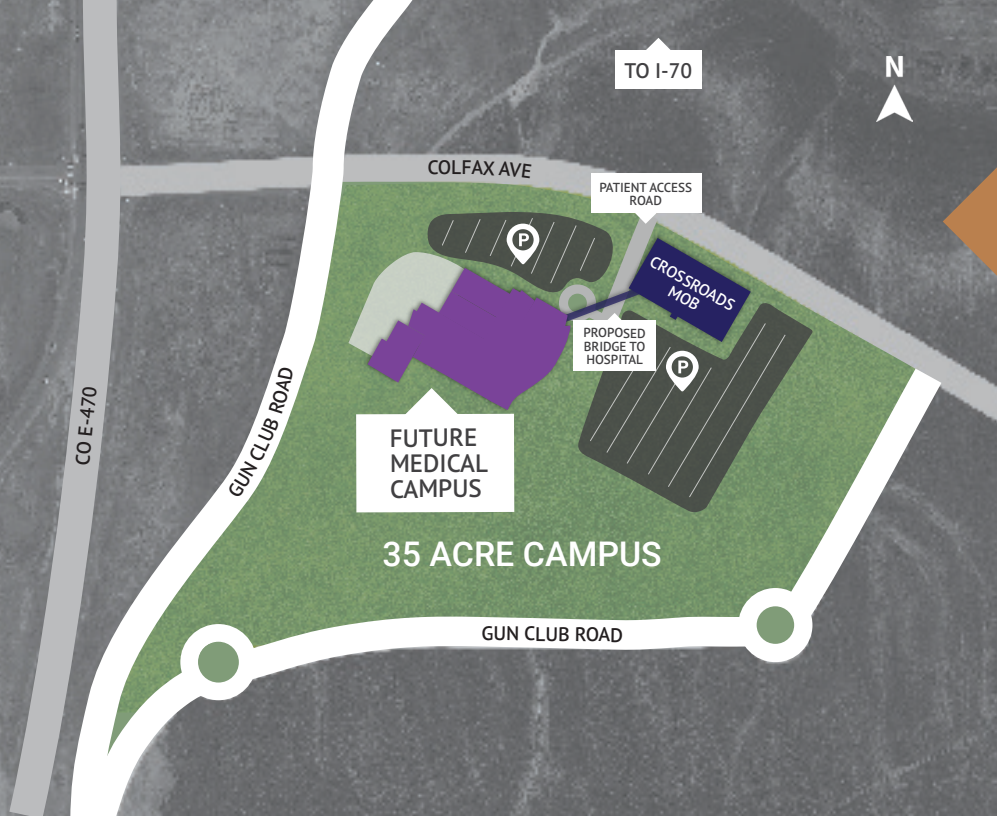 TO I-70
N
COLFAX AVE
PATIENT ACCESS
ROAD
P
CROSSROADS
MOB
PROPOSED
BRIDGE TO
HOSPITAL
P
CO E-470
GUN CLUB ROAD
FUTURE
MEDICAL
CAMPUS
35 ACRE CAMPUS
GUN CLUB ROAD